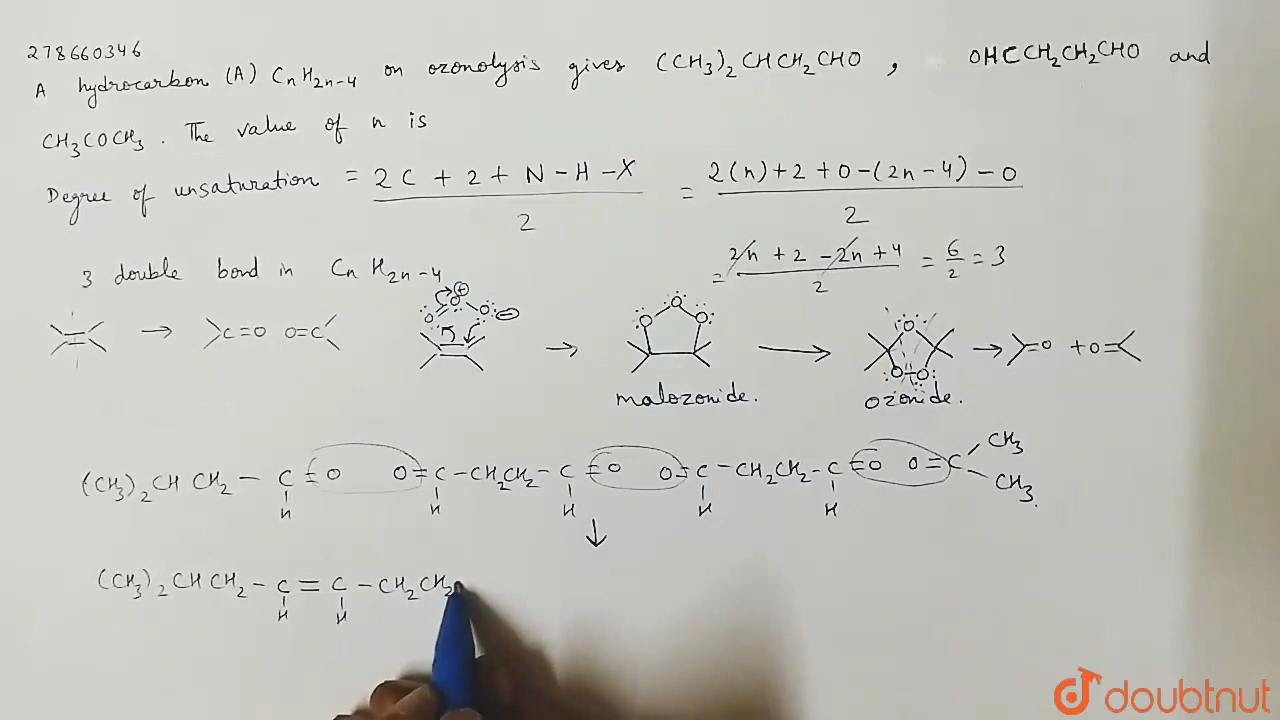 278660346
A hydrocarbon (A) CnH2n-4 on ozonolysis gives (CH3)2CHCH2CHO , OHCCH2CH2CHO and
CH3COCH3. The value of n is
Degree of unsaturation = 2C + 2 + N - H - X / 2 = 2(n) + 2 + 0 - (2n - 4) - 0 / 2
= 2n + 2 - 2n + 4 / 2 = 6/2 = 3
3 double bond in CnH2n-4
→ C=O O=C → → → =O + O=
malozonide. ozonide.
(CH3)2CHCH2-C=O O=C-CH2CH2-C=O O=C-CH2CH2-C=O O=C CH3 CH3.
H H H H H
↓
(CH3)2CHCH2-C=C-CH2CH2
H H
doubtnut